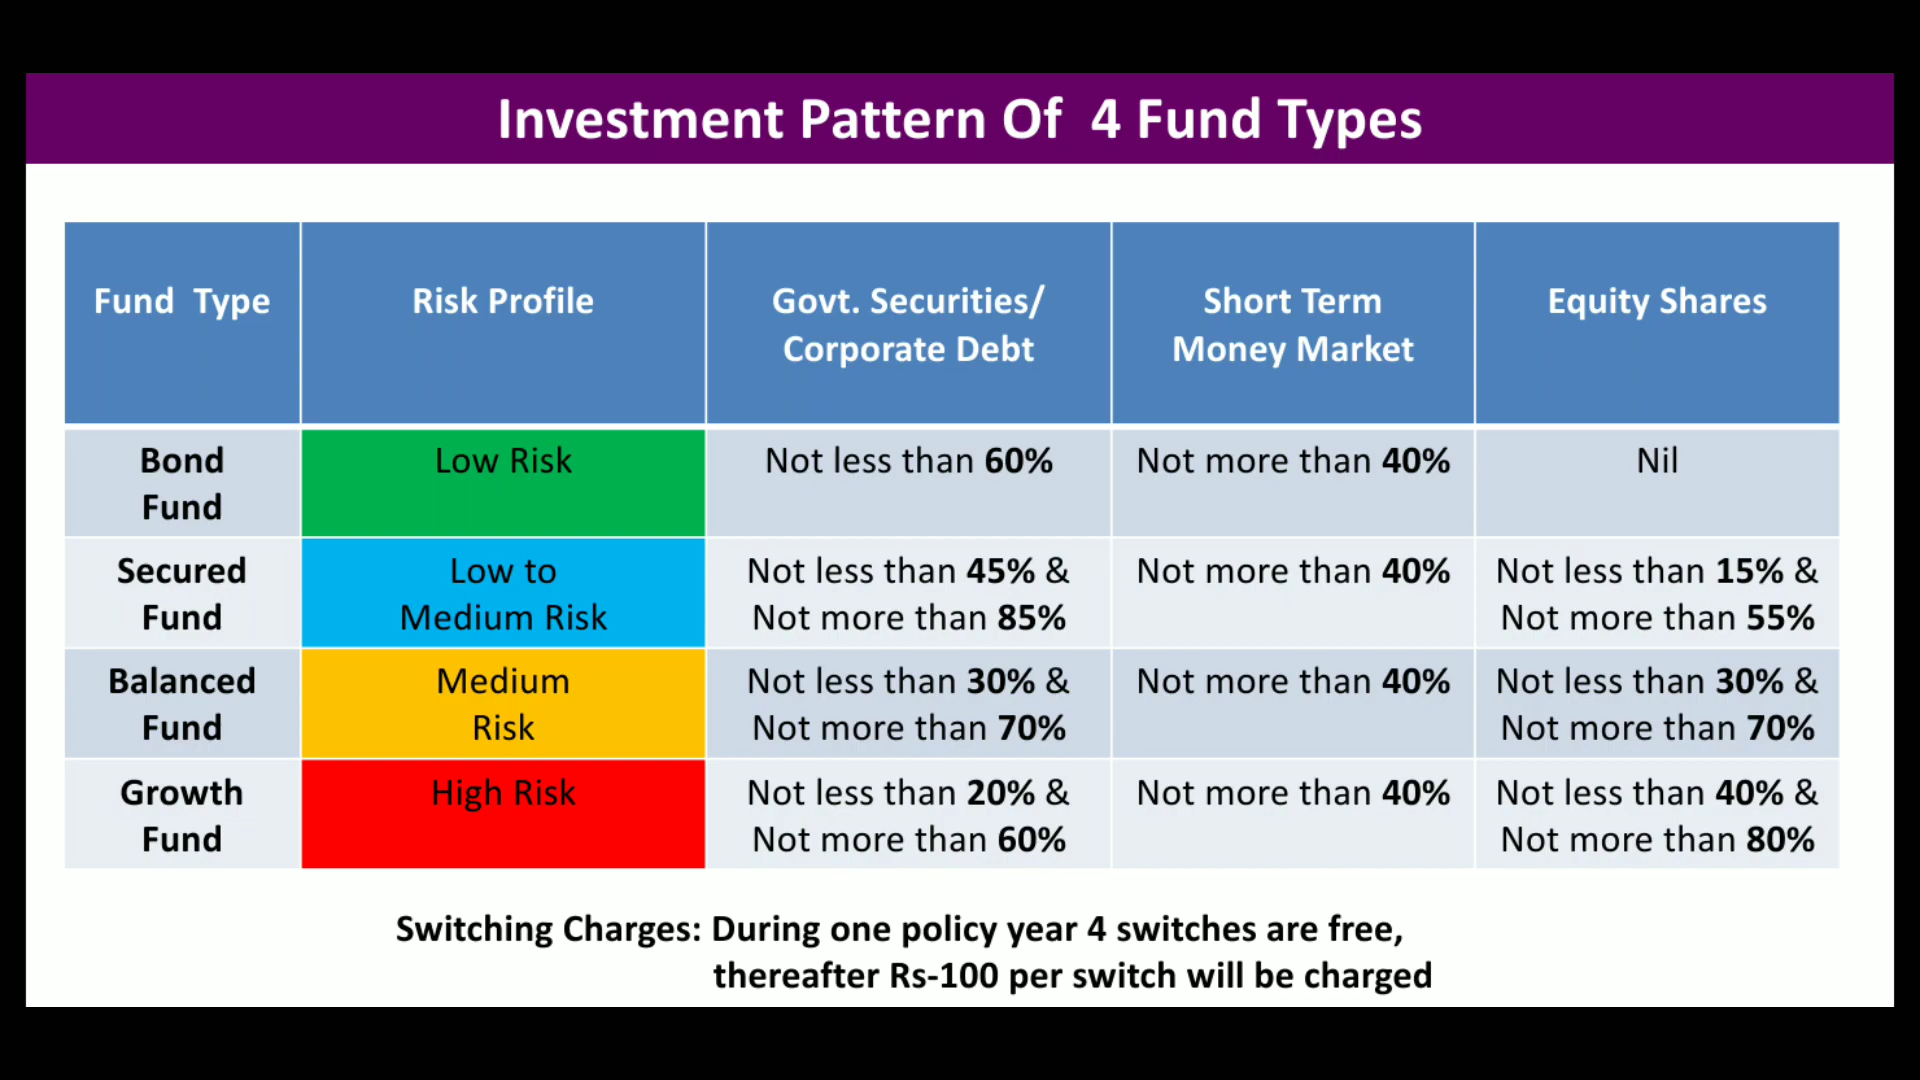 Investment Pattern Of 4 Fund Types
Fund Type
Risk Profile
Govt. Securities/
Corporate Debt
Short Term
Money Market
Equity Shares
Bond
Fund
Low Risk
Not less than 60%
Not more than 40%
Nil
Secured
Fund
Low to
Medium Risk
Not less than 45% &
Not more than 85%
Not more than 40%
Not less than 15% &
Not more than 55%
Balanced
Fund
Medium
Risk
Not less than 30% &
Not more than 70%
Not more than 40%
Not less than 30% &
Not more than 70%
Growth
Fund
High Risk
Not less than 20% &
Not more than 60%
Not more than 40%
Not less than 40% &
Not more than 80%
Switching Charges: During one policy year 4 switches are free,
thereafter Rs-100 per switch will be charged